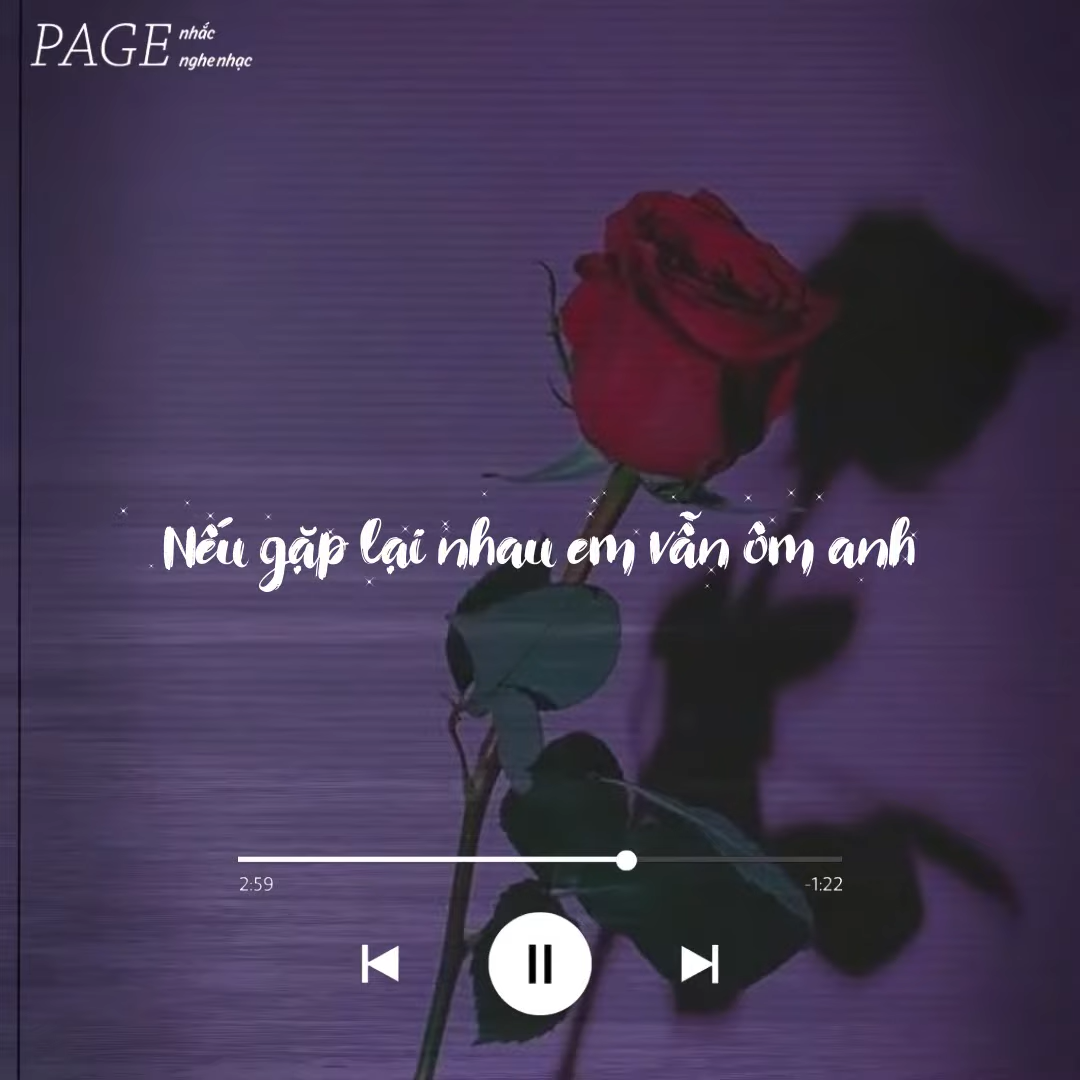 PAGE nhắc
nghe nhạc
Nếu gặp lại nhau em vẫn ôm anh
2:59 -1:22